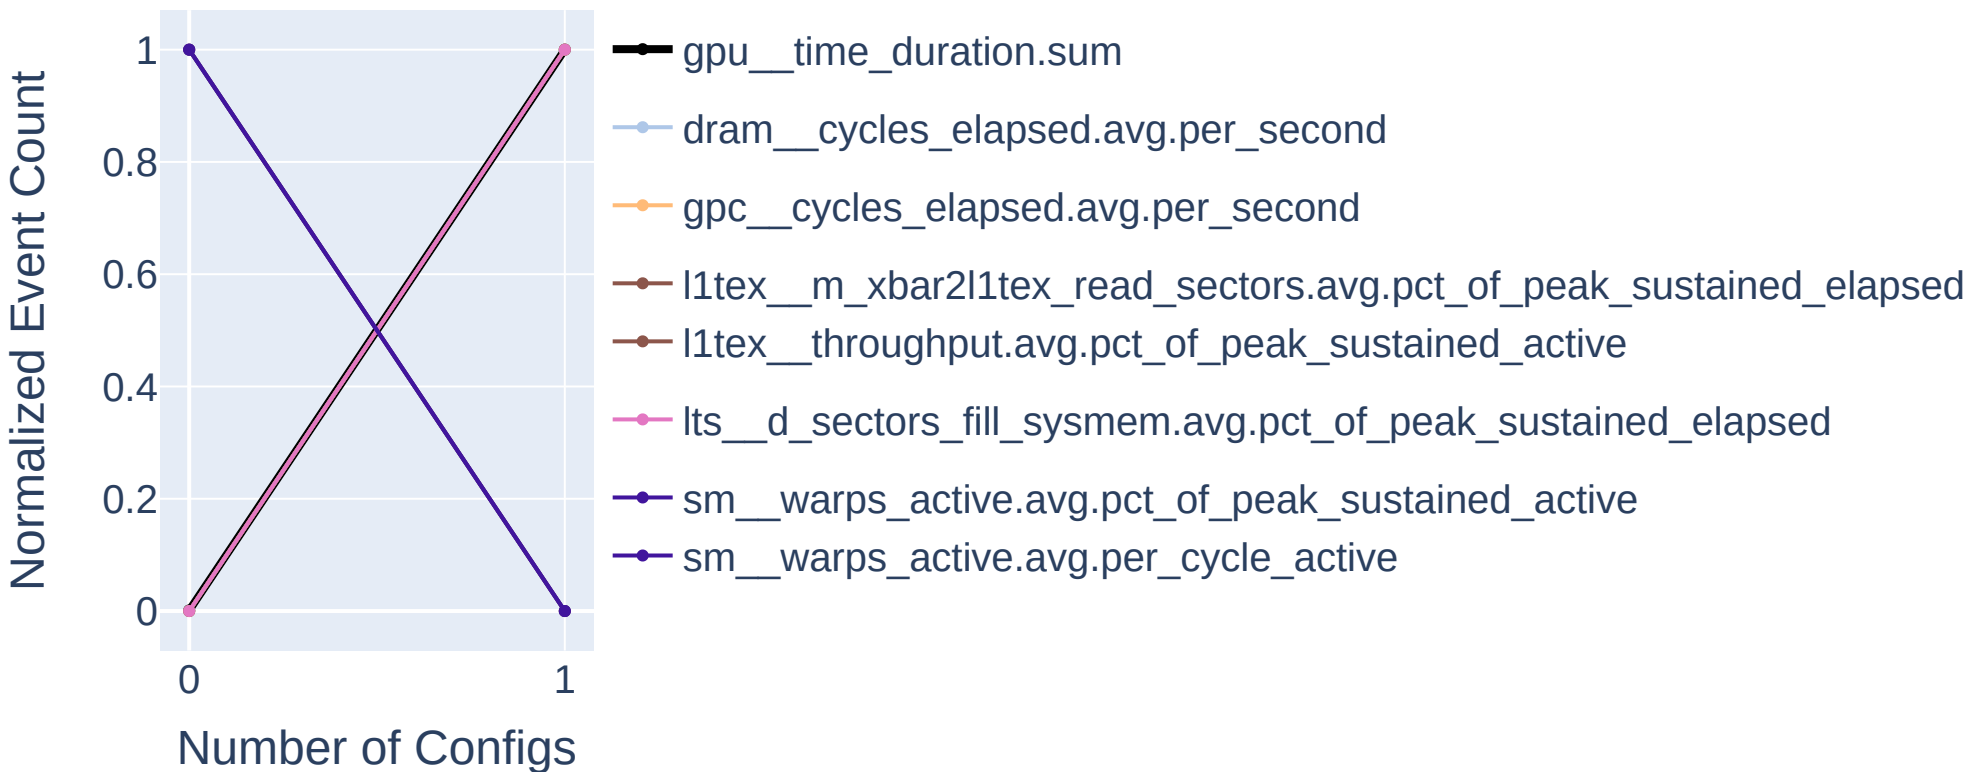 Normalized Event Count
1
0.8
0.6
0.4
0.2
0
0
1
Number of Configs
gpu__time_duration.sum
dram__cycles_elapsed.avg.per_second
gpc__cycles_elapsed.avg.per_second
l1tex__m_xbar2l1tex_read_sectors.avg.pct_of_peak_sustained_elapsed
l1tex__throughput.avg.pct_of_peak_sustained_active
lts__d_sectors_fill_sysmem.avg.pct_of_peak_sustained_elapsed
sm__warps_active.avg.pct_of_peak_sustained_active
sm__warps_active.avg.per_cycle_active